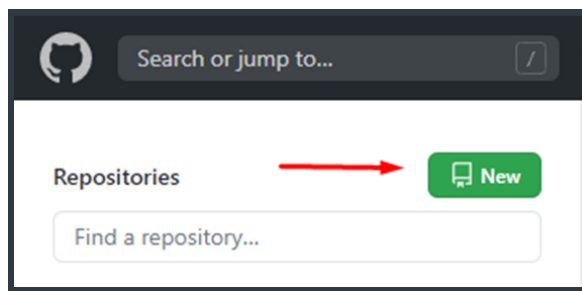 Search or jump to... /
Repositories New
Find a repository...